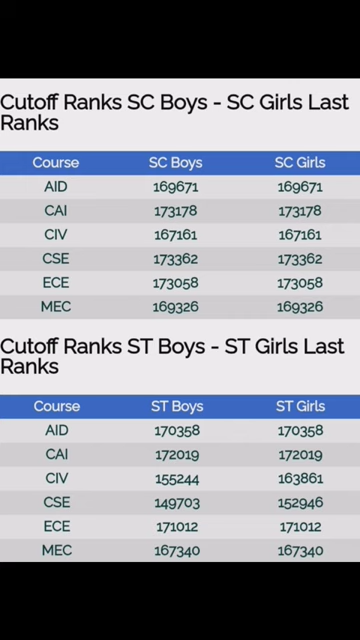 Cutoff Ranks SC Boys - SC Girls Last
Ranks
Course SC Boys SC Girls
AID 169671 169671
CAI 173178 173178
CIV 167161 167161
CSE 173362 173362
ECE 173058 173058
MEC 169326 169326
Cutoff Ranks ST Boys - ST Girls Last
Ranks
Course ST Boys ST Girls
AID 170358 170358
CAI 172019 172019
CIV 155244 163861
CSE 149703 152946
ECE 171012 171012
MEC 167340 167340